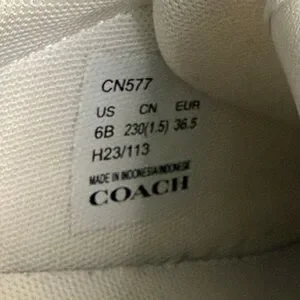 CN577
US CN EUR
6B 230(1.5) 36.5
H23/113
MADE IN INDONESIA/INDONESIE
COACH